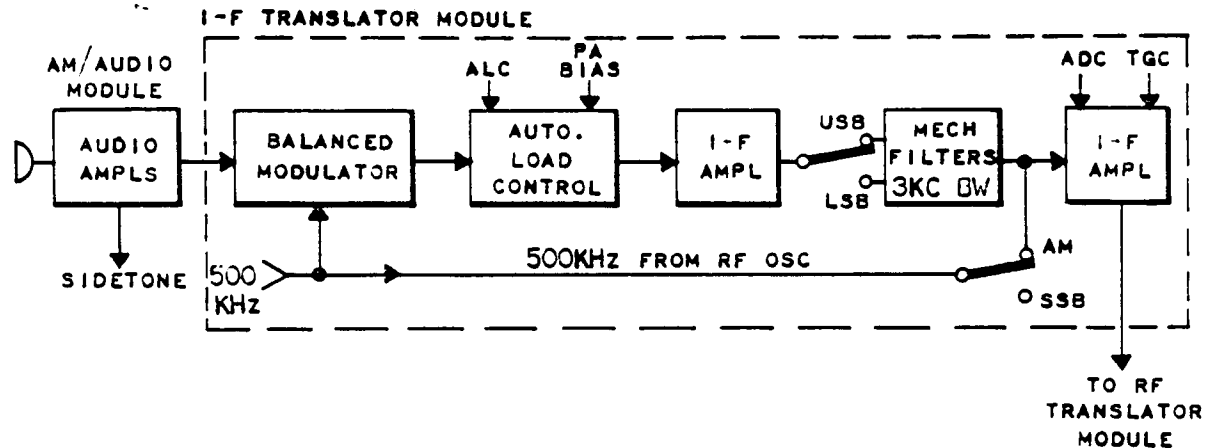 I-F TRANSLATOR MODULE
AM/AUDIO
MODULE
AUDIO
AMPLS
SIDETONE
BALANCED
MODULATOR
500
KHz
ALC
PA
BIAS
AUTO.
LOAD
CONTROL
I-F
AMPL
USB
LSB
MECH
FILTERS
3KC BW
500KHz FROM RF OSC
AM
SSB
ADC TGC
I-F
AMPL
TO RF
TRANSLATOR
MODULE